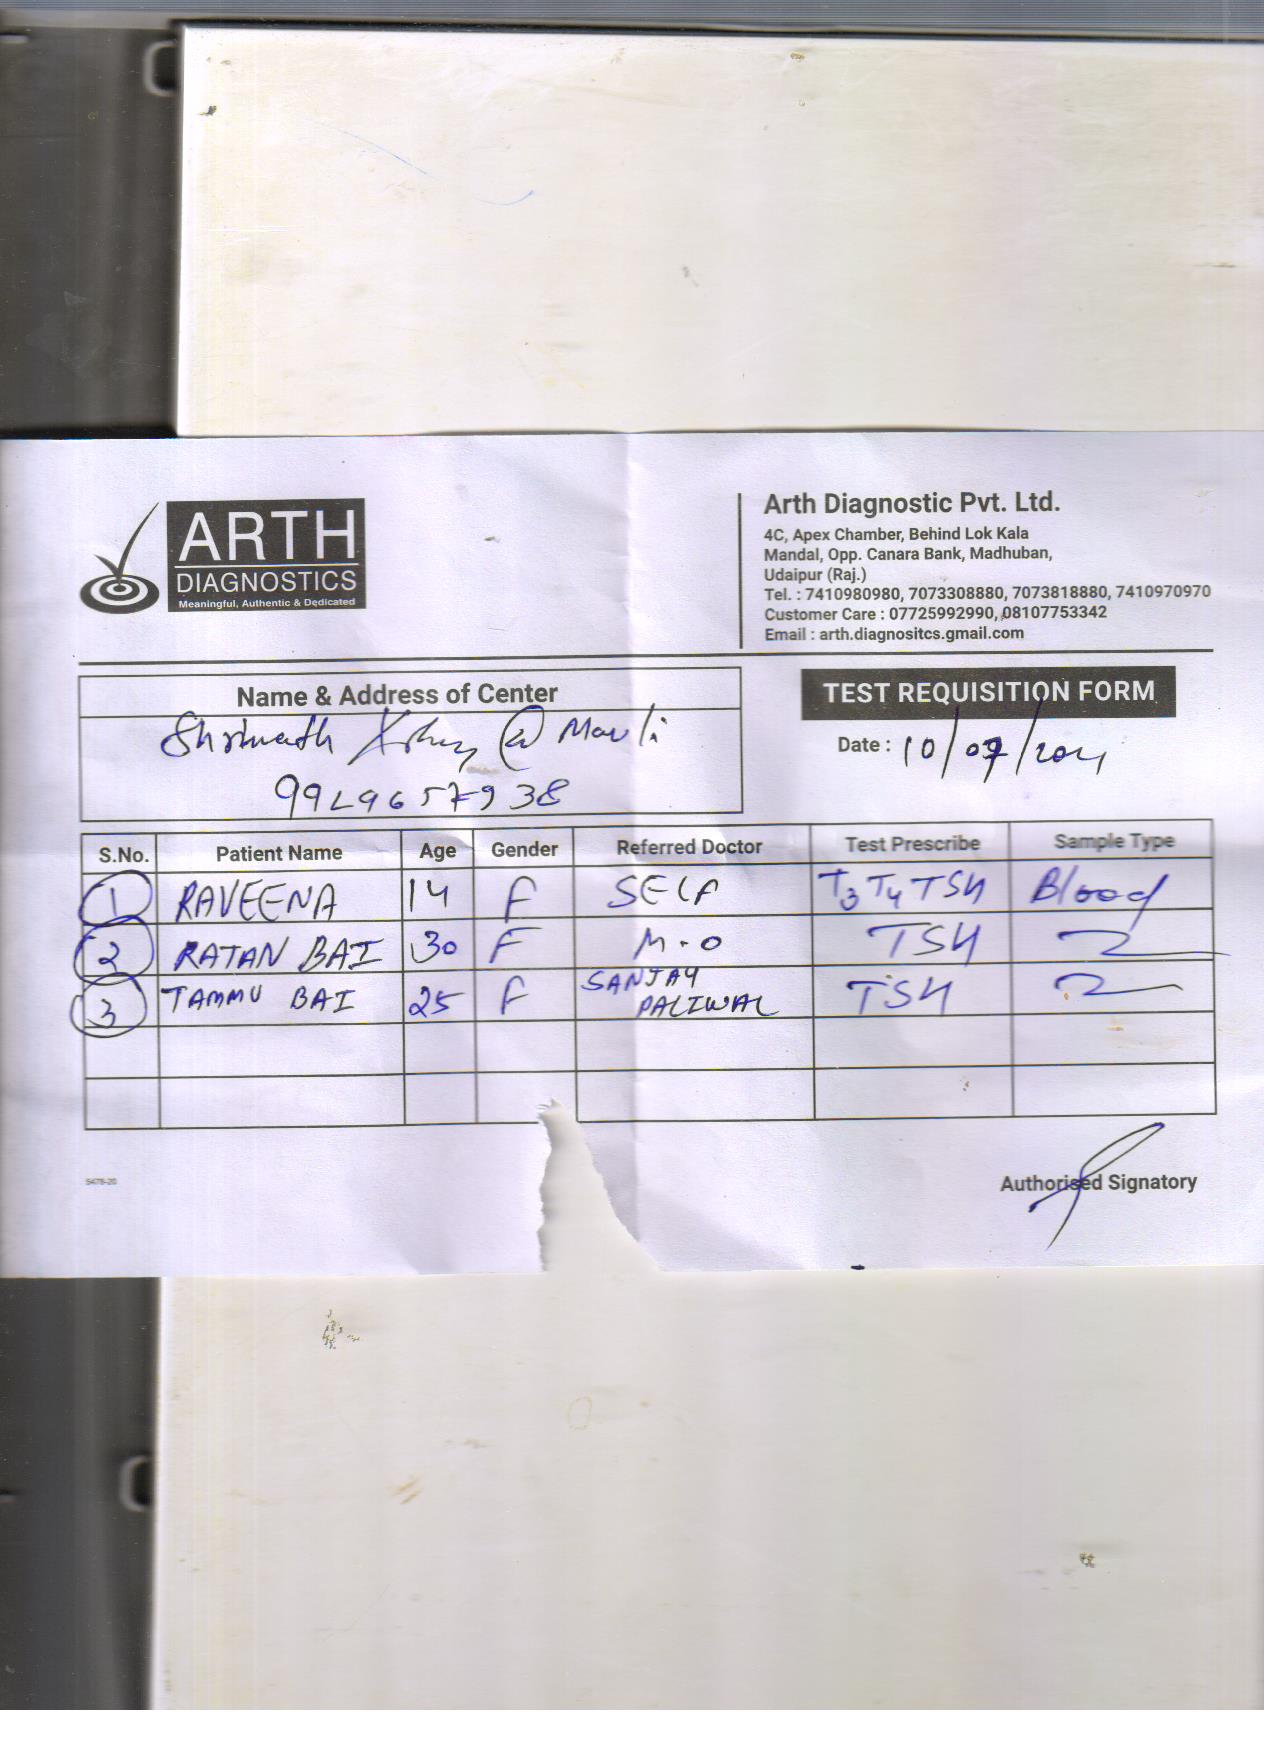 ARTH
DIAGNOSTICS
Meaningful, Authentic & Dedicated
Arth Diagnostic Pvt. Ltd.
4C, Apex Chamber, Behind Lok Kala
Mandal, Opp. Canara Bank, Madhuban,
Udaipur (Raj.)
Tel. : 7410980980, 7073308880, 7073818880, 7410970970
Customer Care : 07725992990, 08107753342
Email : arth.diagnositcs.gmail.com
Name & Address of Center
@ Mavli
9929657938
TEST REQUISITION FORM
Date :
S.No. Patient Name Age Gender Referred Doctor Test Prescribe Sample Type
1 RAVEENA 14 F SELF T3 T4 TSH Blood
2 RATAN BAI 30 F M.O TSH
3 TAMMU BAI 25 F SANJAY PALIWAL TSH
5478-20
Authorised Signatory